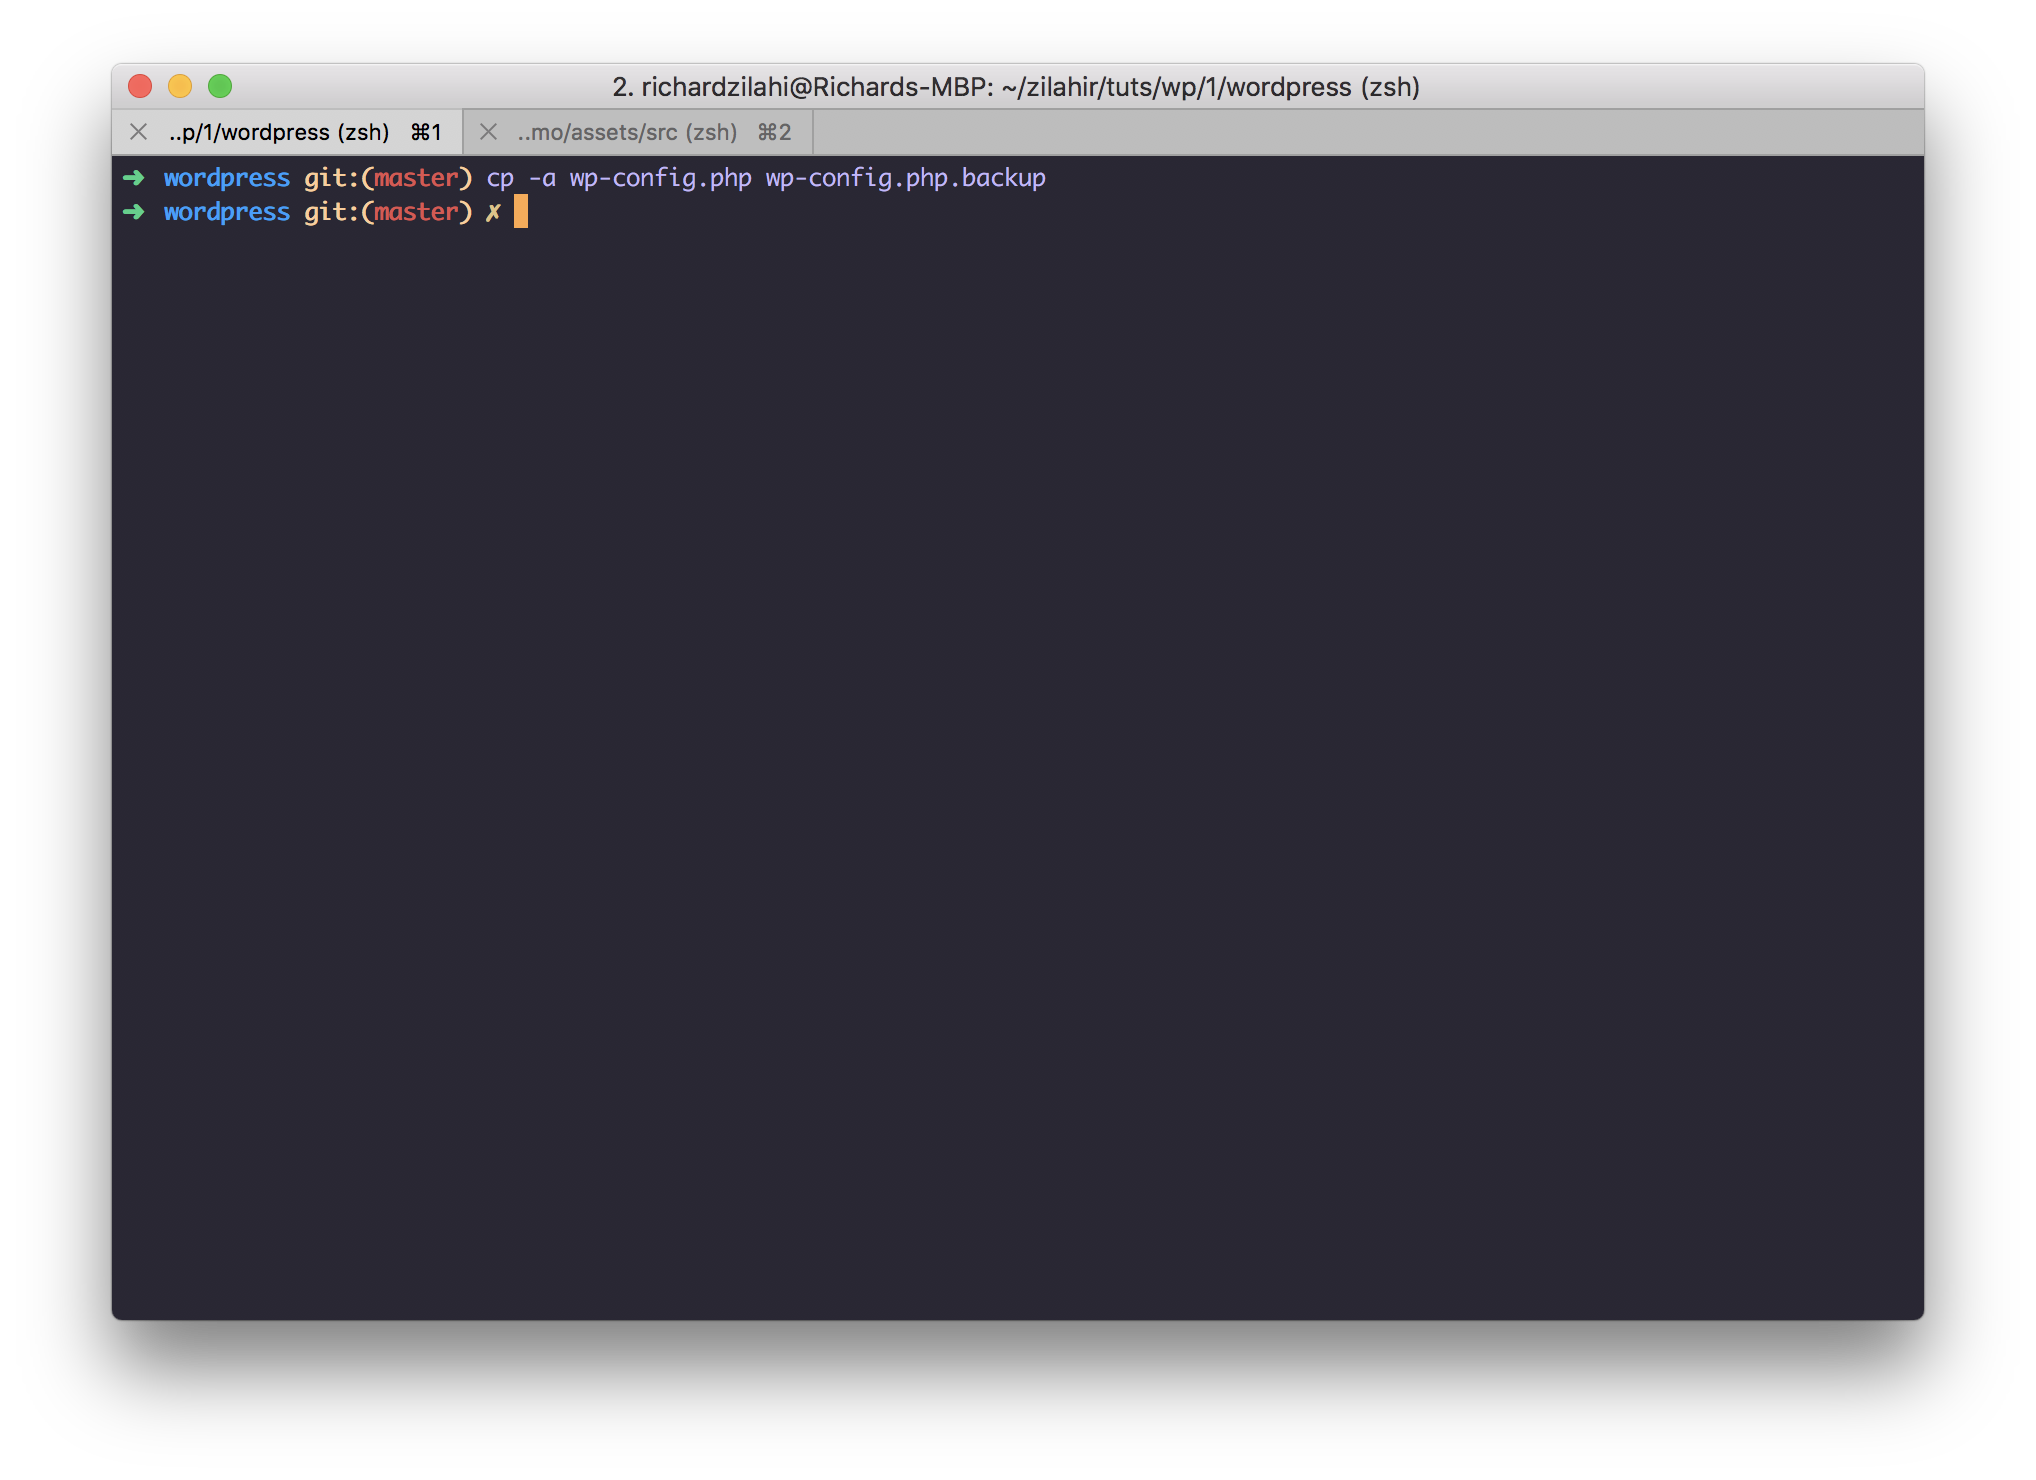 2. richardzilahi@Richards-MBP: ~/zilahir/tuts/wp/1/wordpress (zsh)
..p/1/wordpress (zsh) ⌘1 ..mo/assets/src (zsh) ⌘2
➜ wordpress git:(master) cp -a wp-config.php wp-config.php.backup
➜ wordpress git:(master) ✗